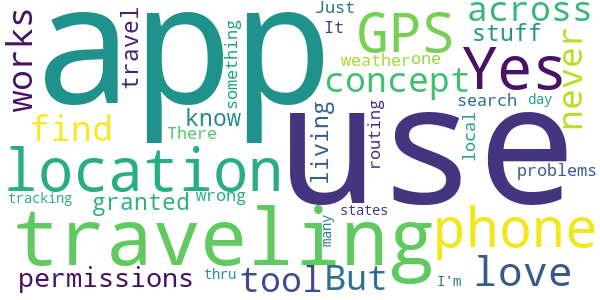 works
travel
app
Just
It
GPS
across
stuff
Yes
never
something
weather
one
concept
find
know
There
search
day
use
living
routing
local
problems
location
tracking
granted
wrong
states
traveling
many
phone
permissions
thru
tool
But
I'm
love